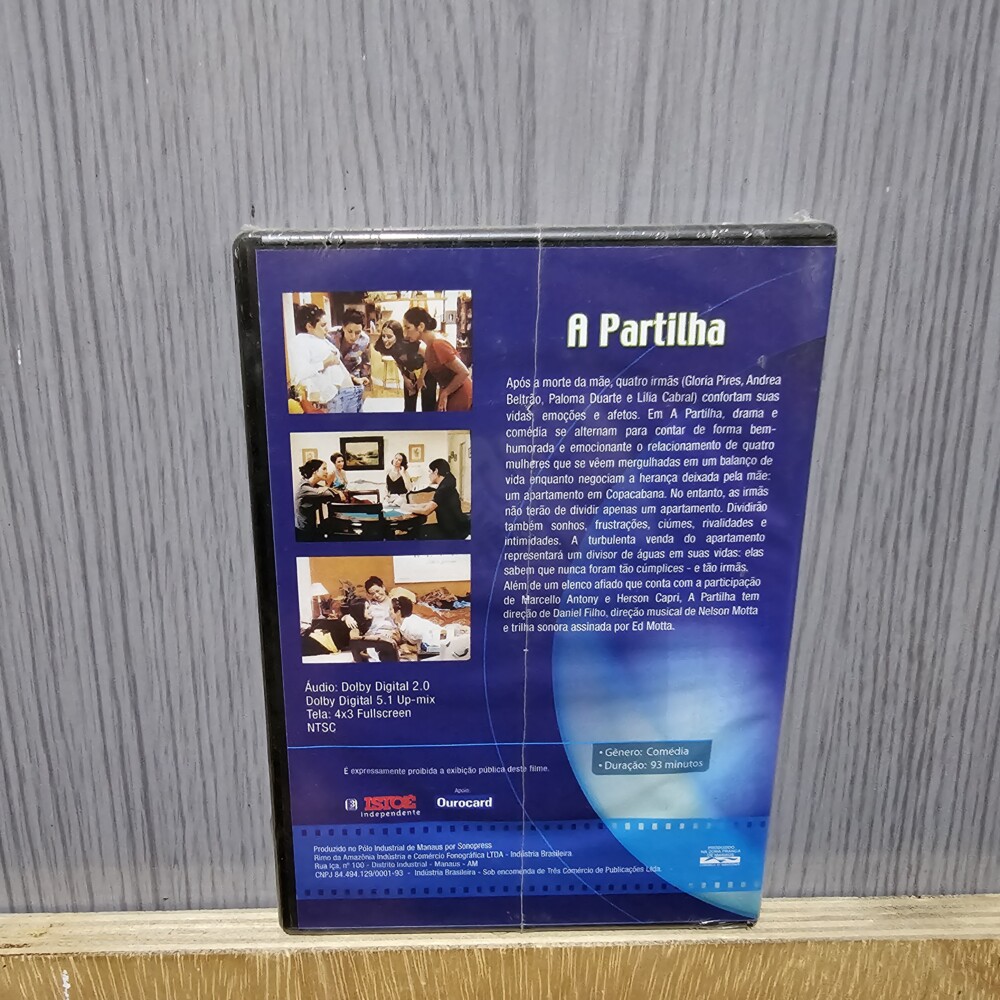 A Partilha
Após a morte da mãe, quatro irmãs (Gloria Pires, Andrea
Beltrão, Paloma Duarte e Lília Cabral) confortam suas
vidas, emoções e afetos. Em A Partilha, drama e
comédia se alternam para contar de forma bem-
humorada e emocionante o relacionamento de quatro
mulheres que se vêem mergulhadas em um balanço de
vida enquanto negociam a herança deixada pela mãe:
um apartamento em Copacabana. No entanto, as irmãs
não terão de dividir apenas um apartamento. Dividirão
também sonhos, frustrações, ciúmes, rivalidades e
intimidades. A turbulenta venda do apartamento
representará um divisor de águas em suas vidas: elas
sabem que nunca foram tão cúmplices - e tão irmãs.
Além de um elenco afiado que conta com a participação
de Marcello Antony e Herson Capri, A Partilha tem
direção de Daniel Filho, direção musical de Nelson Motta
e trilha sonora assinada por Ed Motta.
Áudio: Dolby Digital 2.0
Dolby Digital 5.1 Up-mix
Tela: 4x3 Fullscreen
NTSC
• Gênero: Comédia
• Duração: 93 minutos
É expressamente proibida a exibição pública deste filme.
3 ISTOÉ
Independente
Apoio:
Ourocard
Produzido no Pólo Industrial de Manaus por Sonopress
Rimo da Amazônia Indústria e Comércio Fonográfica LTDA - Indústria Brasileira
Rua Iça, nº 100 - Distrito Industrial - Manaus - AM
CNPJ 84.494.129/0001-93 - Indústria Brasileira - Sob encomenda de Três Comércio de Publicações Ltda.
PRODUZIDO
NA ZONA FRANCA
DE MANAUS